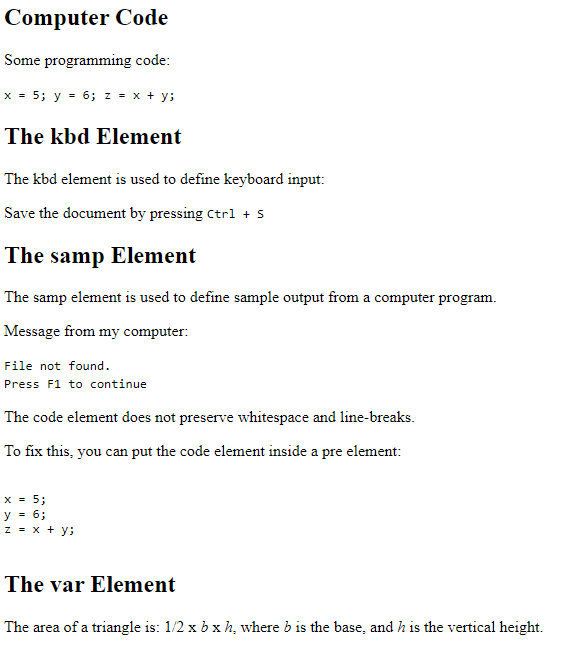 Computer Code
Some programming code:
x = 5; y = 6; z = x + y;
The kbd Element
The kbd element is used to define keyboard input:
Save the document by pressing Ctrl + S
The samp Element
The samp element is used to define sample output from a computer program.
Message from my computer:
File not found.
Press F1 to continue
The code element does not preserve whitespace and line-breaks.
To fix this, you can put the code element inside a pre element:
x = 5;
y = 6;
z = x + y;
The var Element
The area of a triangle is: 1/2 x b x h, where b is the base, and h is the vertical height.